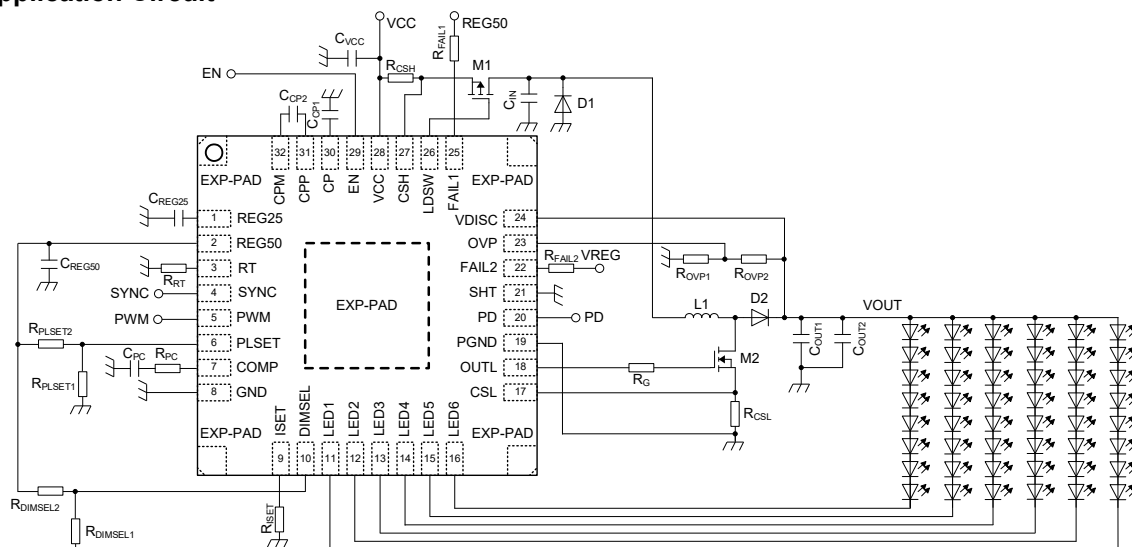 VCC
REG50
CVCC
RFAIL1
M1
EN
RCSH
CIN
D1
CCP2
CCP1
32
31
30
29
28
27
26
25
EXP-PAD
CPM
CPP
CP
EN
VCC
CSH
LDSW
FAIL1
EXP-PAD
CREG25
1
REG25
VDISC
24
2
REG50
OVP
23
CREG50
RRT
3
RT
FAIL2
22
RFAIL2
VREG
ROVP1
ROVP2
SYNC
4
SYNC
EXP-PAD
SHT
21
L1
D2
VOUT
PWM
5
PWM
PD
20
PD
RPLSET2
6
PLSET
PGND
19
COUT1
COUT2
CPC
RPC
7
COMP
OUTL
18
RG
M2
RPLSET1
8
GND
CSL
17
RCSL
EXP-PAD
ISET
DIMSEL
LED1
LED2
LED3
LED4
LED5
LED6
EXP-PAD
9
10
11
12
13
14
15
16
RDIMSEL2
RISET
RDIMSEL1